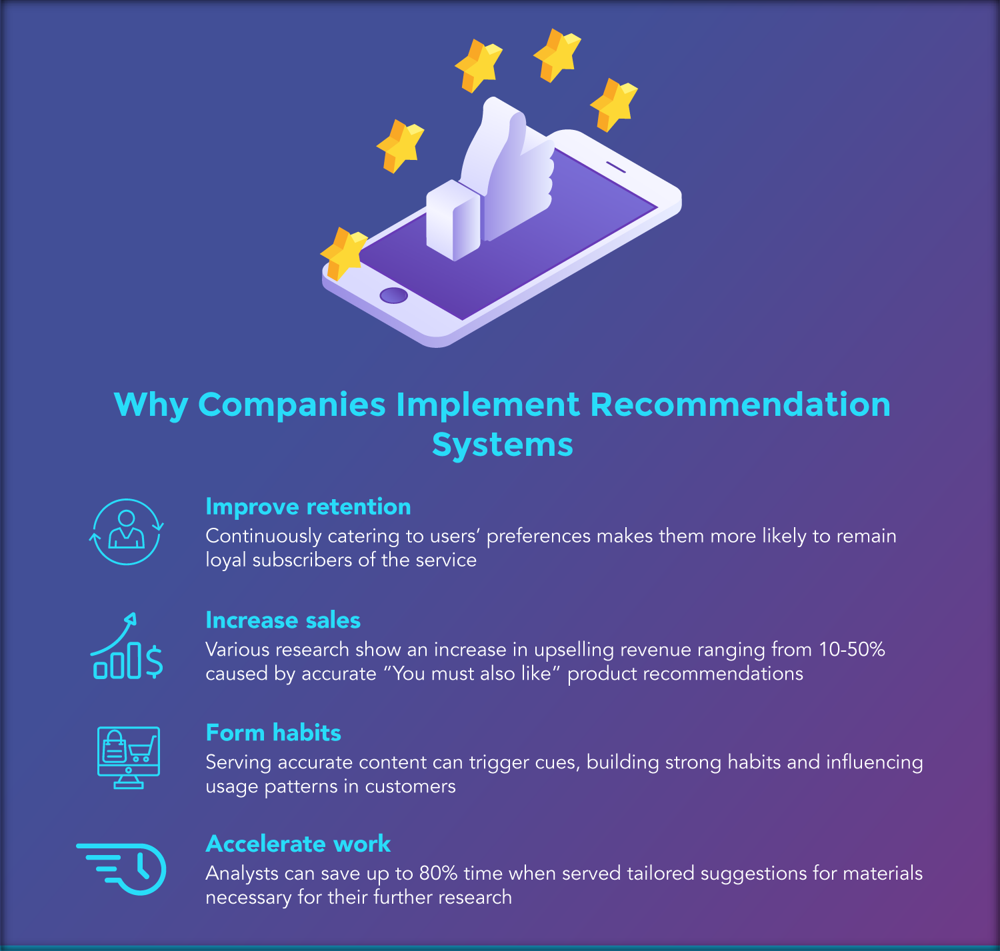 Why Companies Implement Recommendation
Systems
Improve retention
Continuously catering to users’ preferences makes them more likely to remain
loyal subscribers of the service
Increase sales
Various research show an increase in upselling revenue ranging from 10-50%
caused by accurate “You must also like” product recommendations
Form habits
Serving accurate content can trigger cues, building strong habits and influencing
usage patterns in customers
Accelerate work
Analysts can save up to 80% time when served tailored suggestions for materials
necessary for their further research